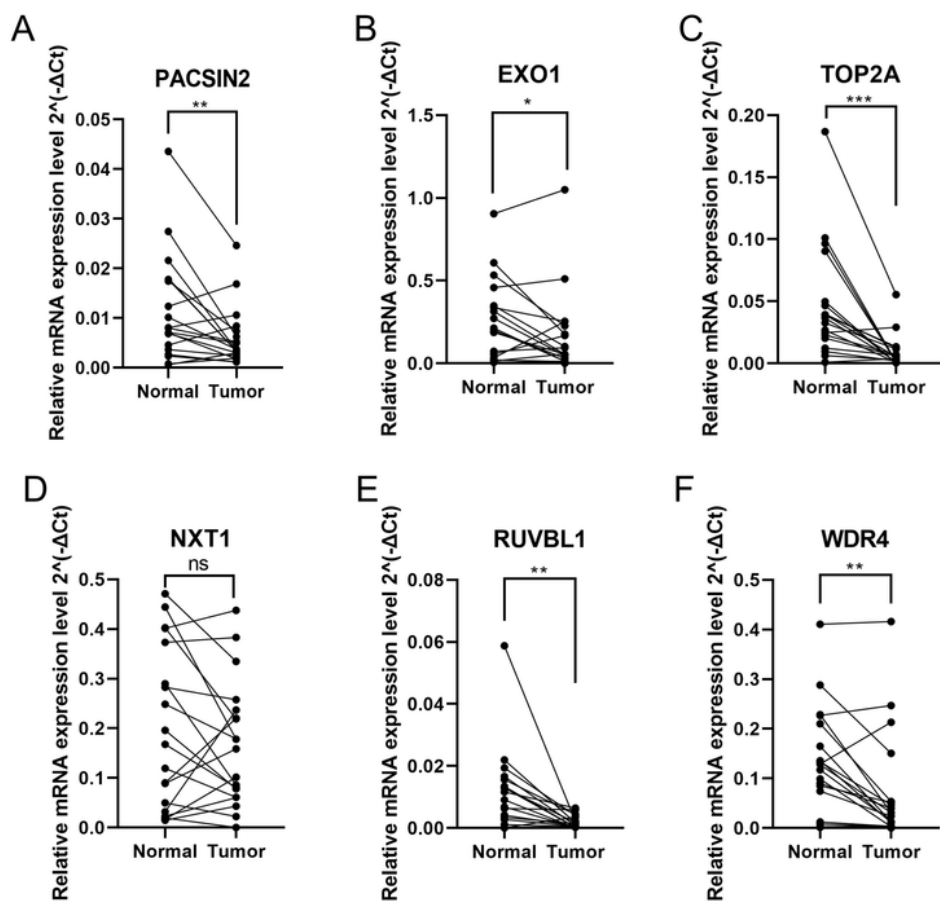 A
PACSIN2
Relative mRNA expression level 2^(-ΔCt)
**
0.05
0.04
0.03
0.02
0.01
0.00
Normal Tumor
B
EXO1
Relative mRNA expression level 2^(-ΔCt)
*
1.5
1.0
0.5
0.0
Normal Tumor
C
TOP2A
Relative mRNA expression level 2^(-ΔCt)
***
0.20
0.15
0.10
0.05
0.00
Normal Tumor
D
NXT1
Relative mRNA expression level 2^(-ΔCt)
ns
0.5
0.4
0.3
0.2
0.1
0.0
Normal Tumor
E
RUVBL1
Relative mRNA expression level 2^(-ΔCt)
**
0.08
0.06
0.04
0.02
0.00
Normal Tumor
F
WDR4
Relative mRNA expression level 2^(-ΔCt)
**
0.5
0.4
0.3
0.2
0.1
0.0
Normal Tumor